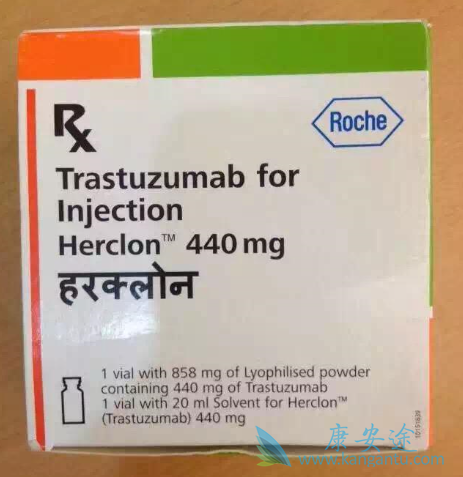 Rx
Roche
Trastuzumab for
Injection
Herclon™ 440 mg
हरक्लोन
1 vial with 858 mg of Lyophilised powder
containing 440 mg of Trastuzumab
1 vial with 20 ml Solvent for Herclon™
(Trastuzumab) 440 mg
康安途